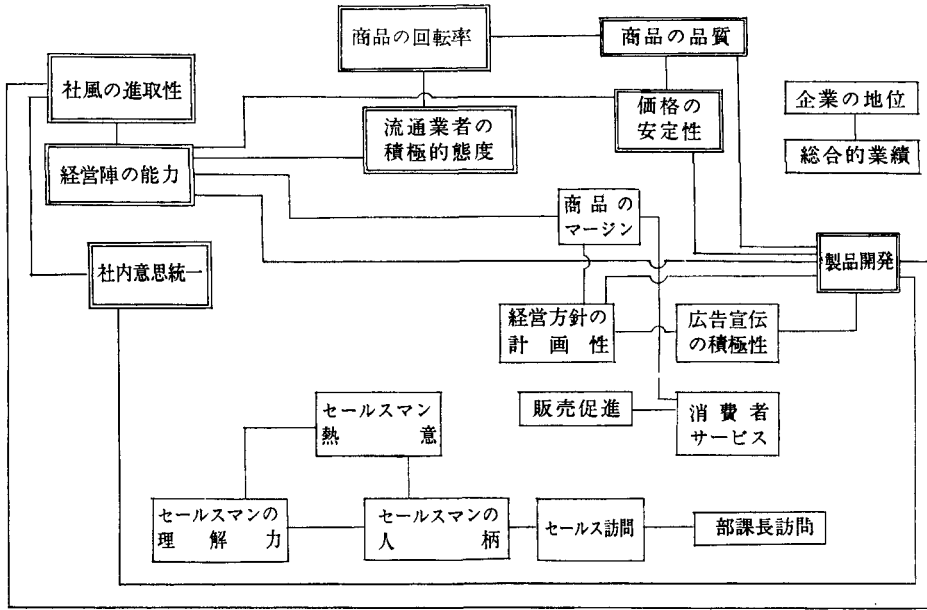 商品の回転率
商品の品質
社風の進取性
企業の地位
流通業者の
積極的態度
価格の
安定性
総合的業績
経営陣の能力
商品の
マージン
社内意思統一
製品開発
経営方針の
計画性
広告宣伝
の積極性
セールスマン
熱意
販売促進
消費者
サービス
セールスマンの
理解力
セールスマンの
人柄
セールス訪問
部課長訪問